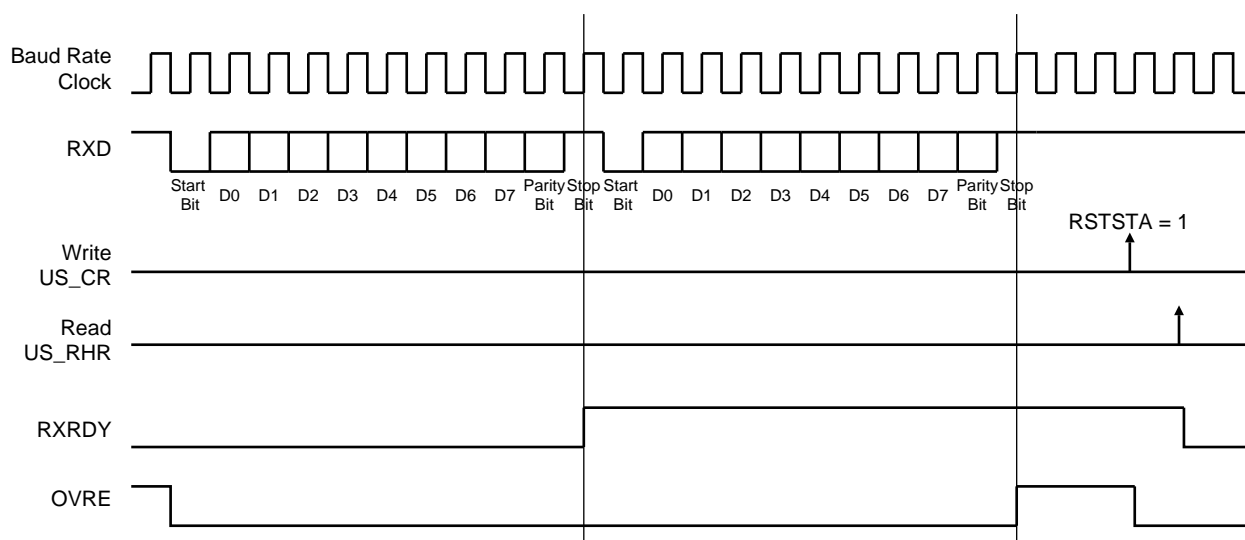 Baud Rate
Clock
RXD
Start
Bit
D0 D1 D2 D3 D4 D5 D6 D7
Parity
Bit
Stop
Bit
Start
Bit
D0 D1 D2 D3 D4 D5 D6 D7
Parity
Bit
Stop
Bit
RSTSTA = 1
Write
US_CR
Read
US_RHR
RXRDY
OVRE